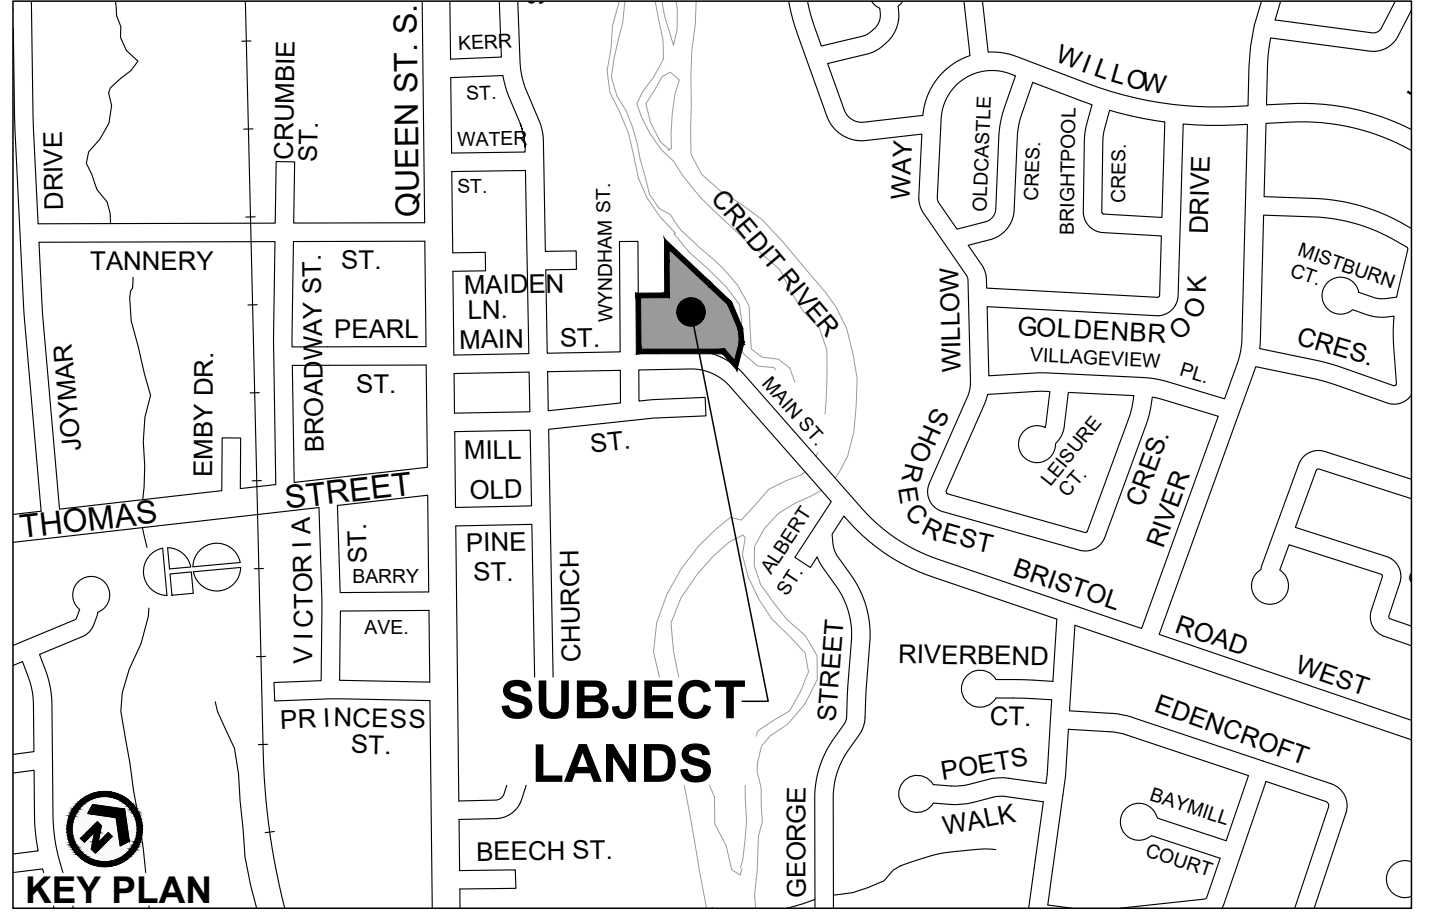 KERR
ST.
WATER
ST.
CRUMBIE
ST.
QUEEN ST. S.
DRIVE
TANNERY
ST.
BROADWAY ST.
PEARL
ST.
JOYMAR
EMBY DR.
MAIDEN
LN.
MAIN
ST.
WYNDHAM ST.
CREDIT RIVER
MAIN ST.
WILLOW
WAY
OLDCASTLE
CRES.
BRIGHTPOOL
CRES.
DRIVE
MISTBURN
CT.
WILLOW
GOLDENBROOK
VILLAGEVIEW
PL.
CRES.
SHORECREST
LEISURE
CT.
CRES.
RIVER
MILL
ST.
OLD
THOMAS
STREET
VICTORIA
ST.
BARRY
AVE.
PINE
ST.
CHURCH
ALBERT
ST.
BRISTOL
ROAD
WEST
PRINCESS
ST.
SUBJECT
LANDS
STREET
GEORGE
RIVERBEND
CT.
POETS
WALK
EDENCROFT
BAYMILL
COURT
BEECH ST.
N
KEY PLAN